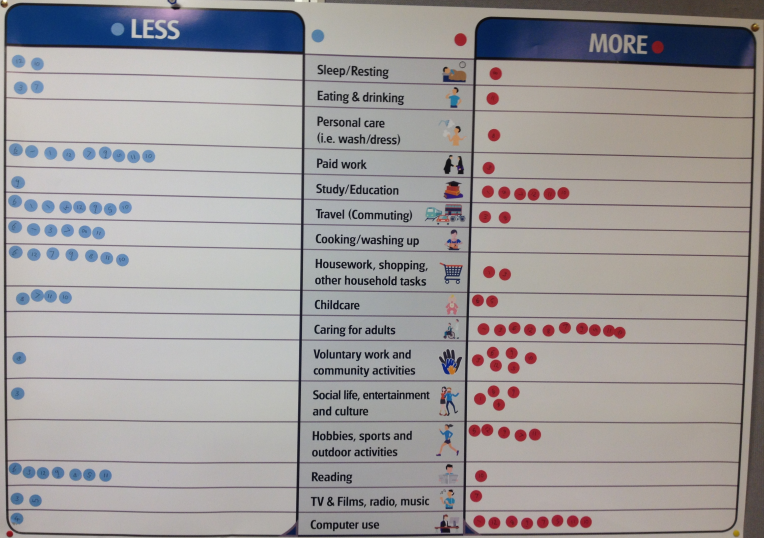 LESS
MORE
Sleep/Resting
Eating & drinking
Personal care
(i.e. wash/dress)
Paid work
Study/Education
Travel (Commuting)
Cooking/washing up
Housework, shopping,
other household tasks
Childcare
Caring for adults
Voluntary work and
community activities
Social life, entertainment
and culture
Hobbies, sports and
outdoor activities
Reading
TV & Films, radio, music
Computer use